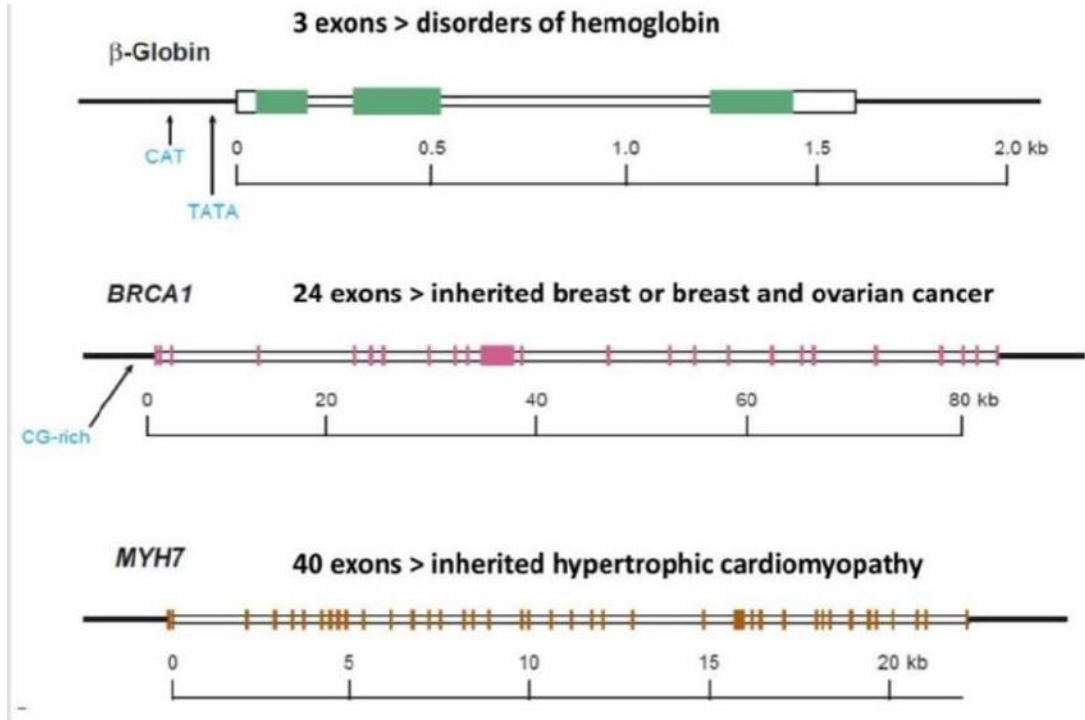 3 exons > disorders of hemoglobin
β-Globin
CAT
TATA
0 0.5 1.0 1.5 2.0 kb
BRCA1 24 exons > inherited breast or breast and ovarian cancer
CG-rich
0 20 40 60 80 kb
MYH7 40 exons > inherited hypertrophic cardiomyopathy
0 5 10 15 20 kb